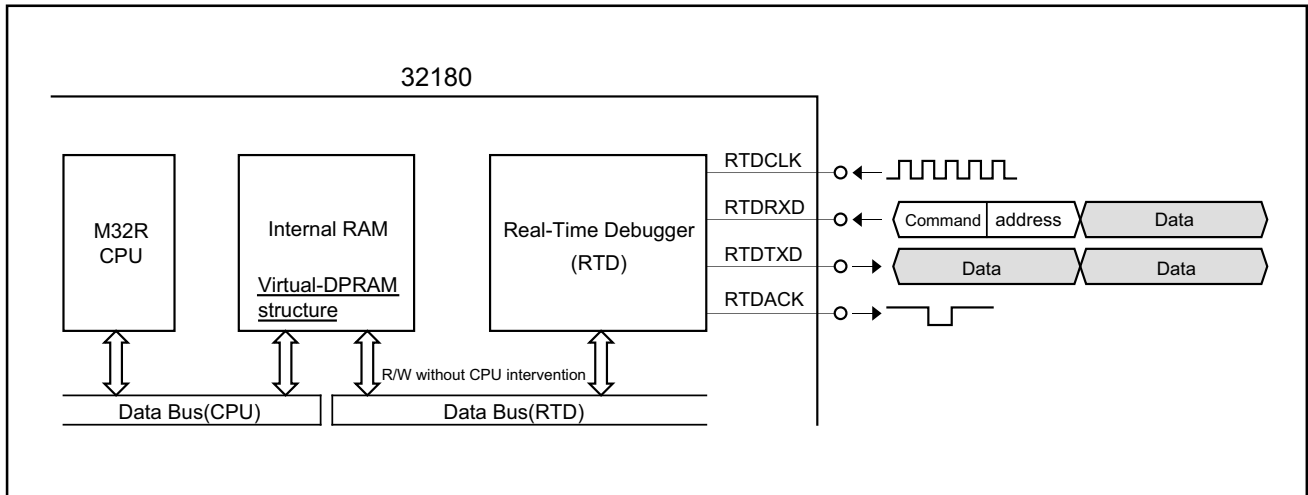 32180
M32R
CPU
Internal RAM
Virtual-DPRAM
structure
Real-Time Debugger
(RTD)
RTDCLK
RTDRXD
RTDTXD
RTDACK
Command address Data
Data Data
R/W without CPU intervention
Data Bus(CPU)
Data Bus(RTD)